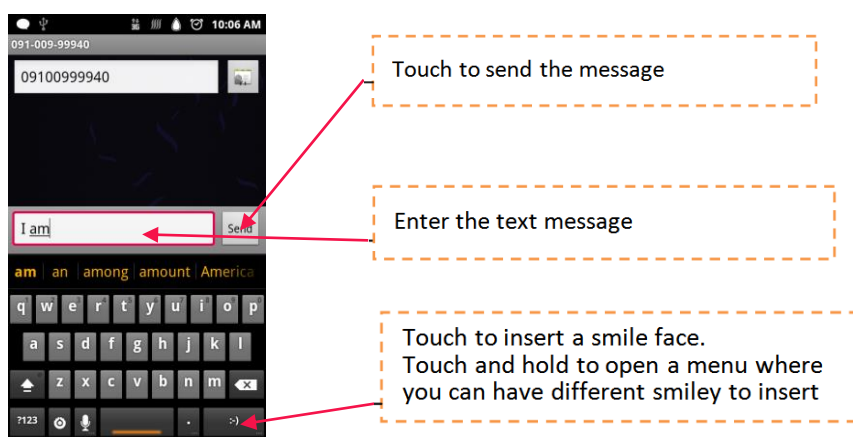 10:06 AM
091-009-99940
09100999940
Touch to send the message
I am
Send
Enter the text message
am an among amount America
q w e r t y u i o p
a s d f g h j k l
z x c v b n m
?123 . :-)
Touch to insert a smile face.
Touch and hold to open a menu where
you can have different smiley to insert